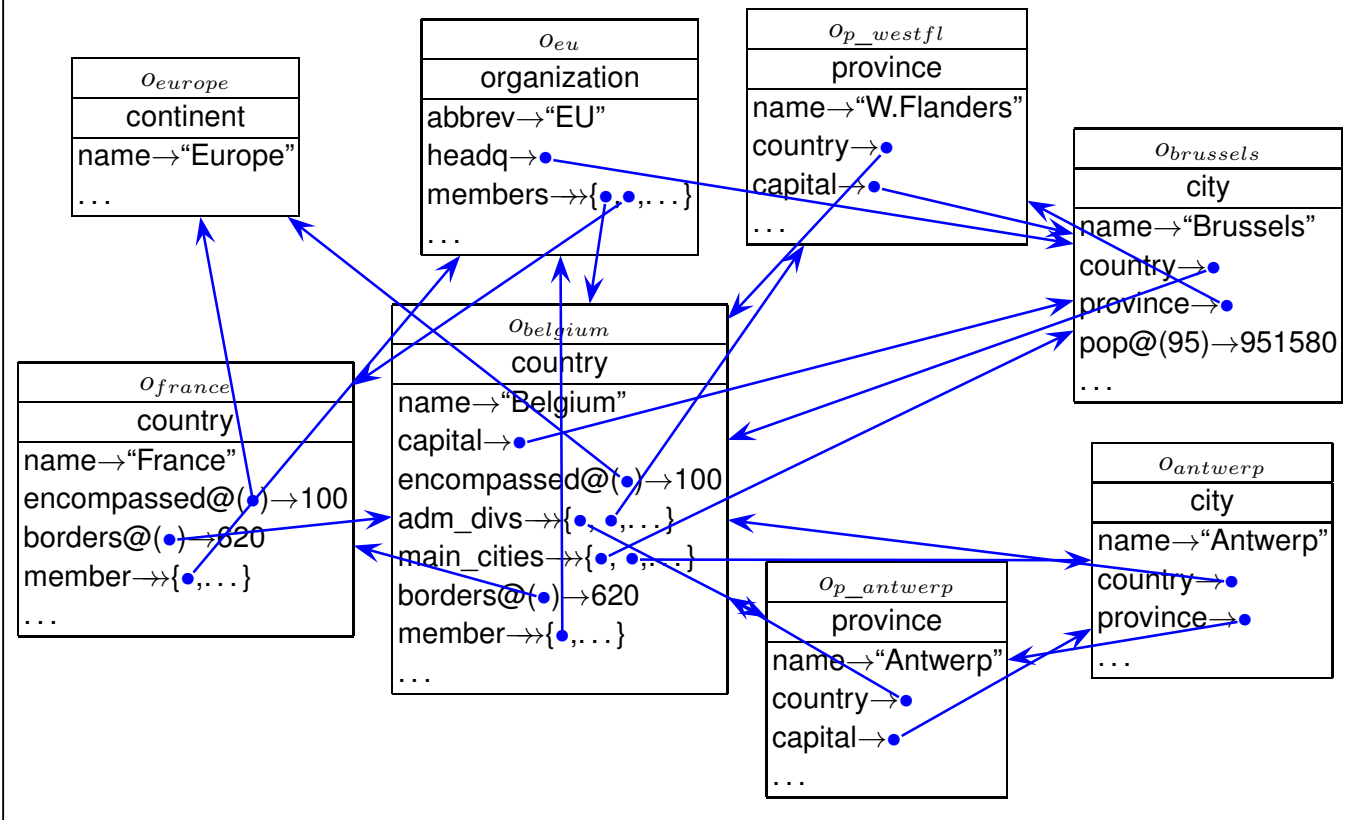 o_europe
continent
name→“Europe”
...
o_eu
organization
abbrev→“EU”
headq→•
members→→{•,•,...}
...
o_p_westfl
province
name→“W.Flanders”
country→•
capital→•
...
o_brussels
city
name→“Brussels”
country→•
province→•
pop@(95)→951580
...
o_france
country
name→“France”
encompassed@(•)→100
borders@(•)→620
member→→{•,...}
...
o_belgium
country
name→“Belgium”
capital→•
encompassed@(•)→100
adm_divs→→{•, •,...}
main_cities→→{•, •,...}
borders@(•)→620
member→→{•,...}
...
o_p_antwerp
province
name→“Antwerp”
country→•
capital→•
...
o_antwerp
city
name→“Antwerp”
country→•
province→•
...